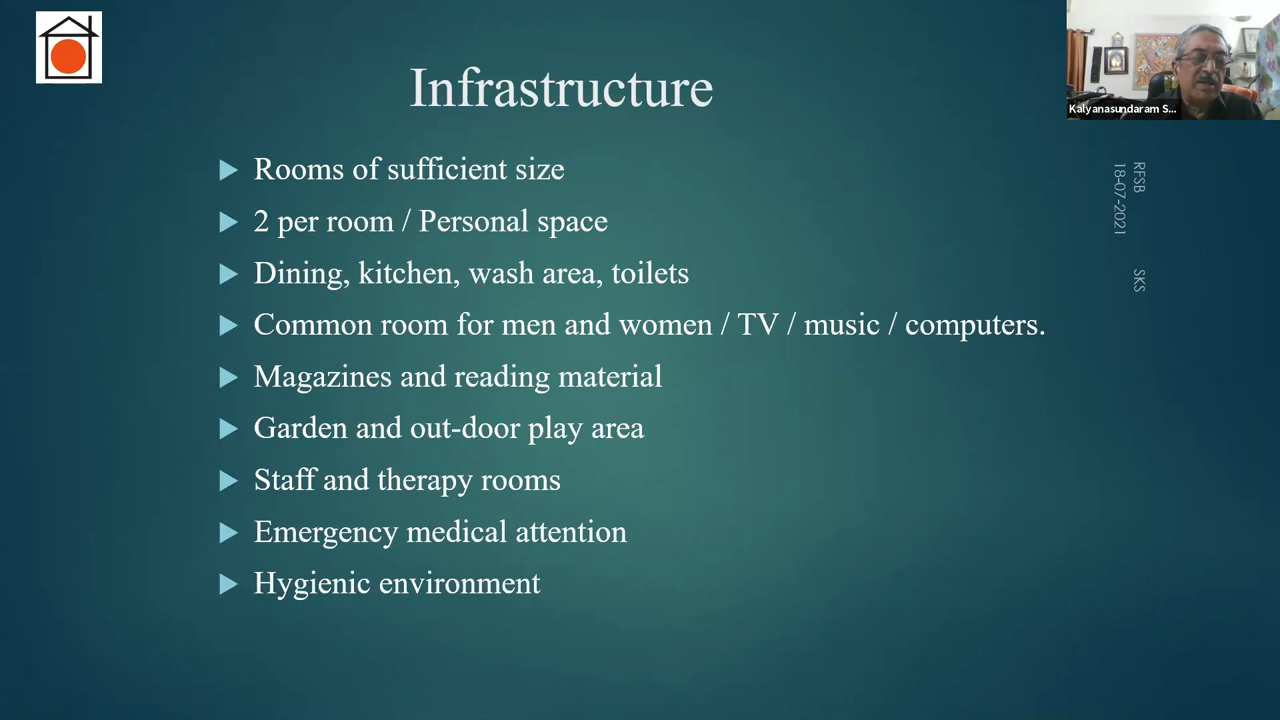 Infrastructure
Kalyanasundaram S...
Rooms of sufficient size
2 per room / Personal space
Dining, kitchen, wash area, toilets
Common room for men and women / TV / music / computers.
Magazines and reading material
Garden and out-door play area
Staff and therapy rooms
Emergency medical attention
Hygienic environment
RFSB SKS
18-07-2021